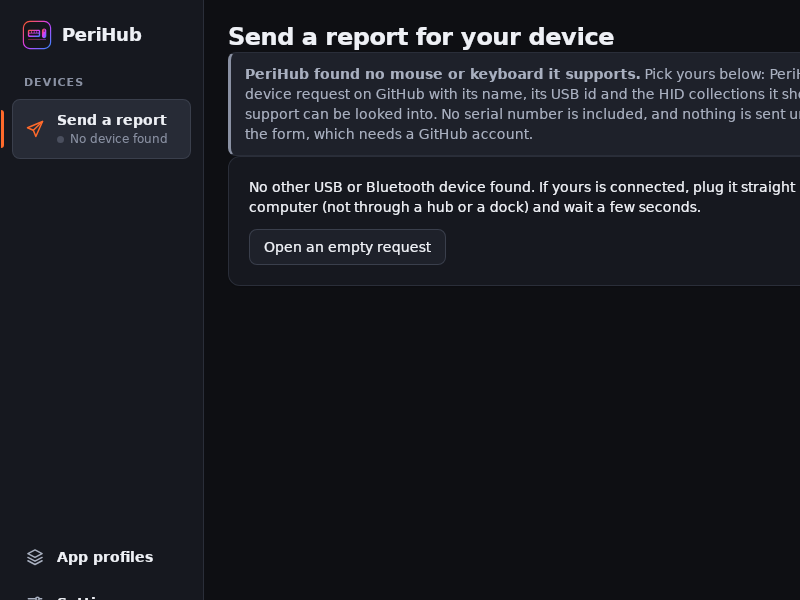 PeriHub
DEVICES
Send a report
No device found
App profiles
Send a report for your device
PeriHub found no mouse or keyboard it supports. Pick yours below:
device request on GitHub with its name, its USB id and the HID collections it
support can be looked into. No serial number is included, and nothing is sent
the form, which needs a GitHub account.
No other USB or Bluetooth device found. If yours is connected, plug it straight
computer (not through a hub or a dock) and wait a few seconds.
Open an empty request